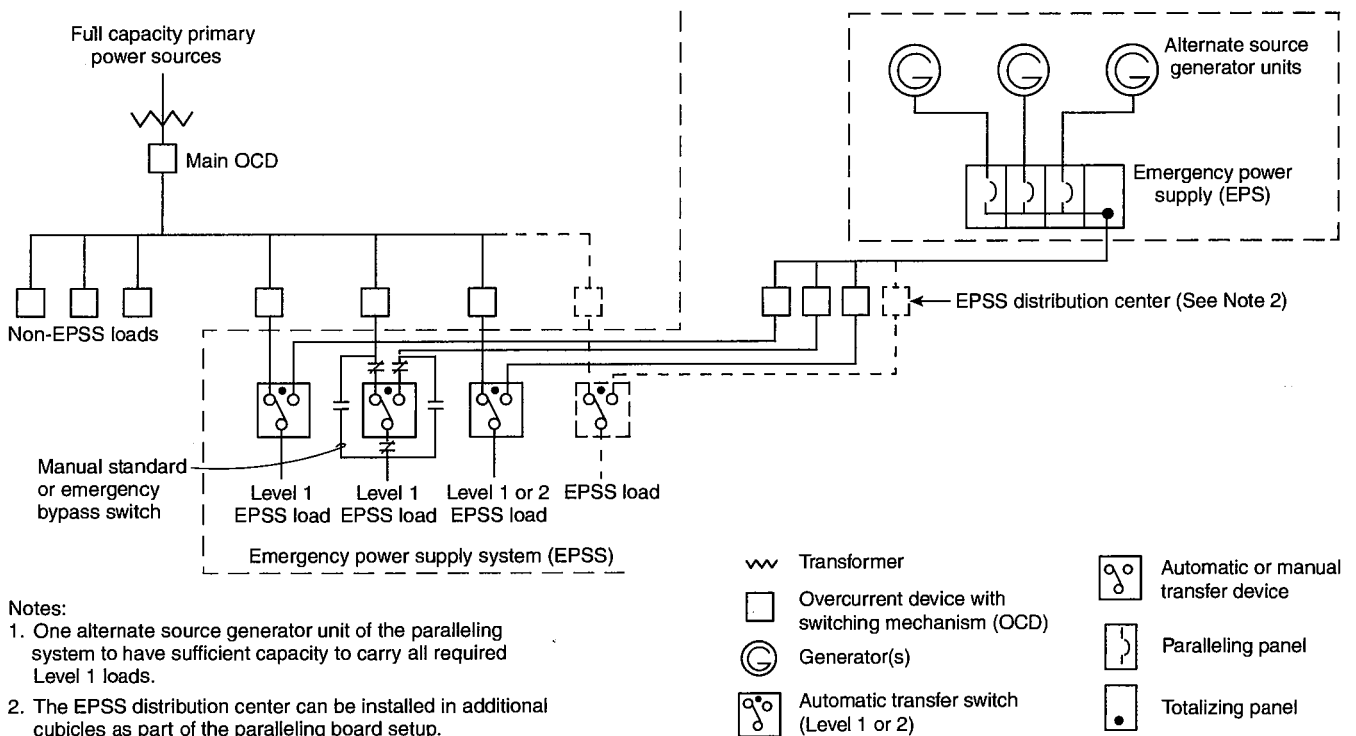 Full capacity primary
power sources
Main OCD
Non-EPSS loads
Alternate source
generator units
G
G
G
Emergency power
supply (EPS)
EPSS distribution center (See Note 2)
Manual standard
or emergency
bypass switch
Level 1
EPSS load
Level 1
EPSS load
Level 1 or 2
EPSS load
EPSS load
Emergency power supply system (EPSS)
Notes:
1. One alternate source generator unit of the paralleling
system to have sufficient capacity to carry all required
Level 1 loads.
2. The EPSS distribution center can be installed in additional
cubicles as part of the paralleling board setup.
Transformer
Overcurrent device with
switching mechanism (OCD)
G
Generator(s)
Automatic transfer switch
(Level 1 or 2)
Automatic or manual
transfer device
Paralleling panel
Totalizing panel